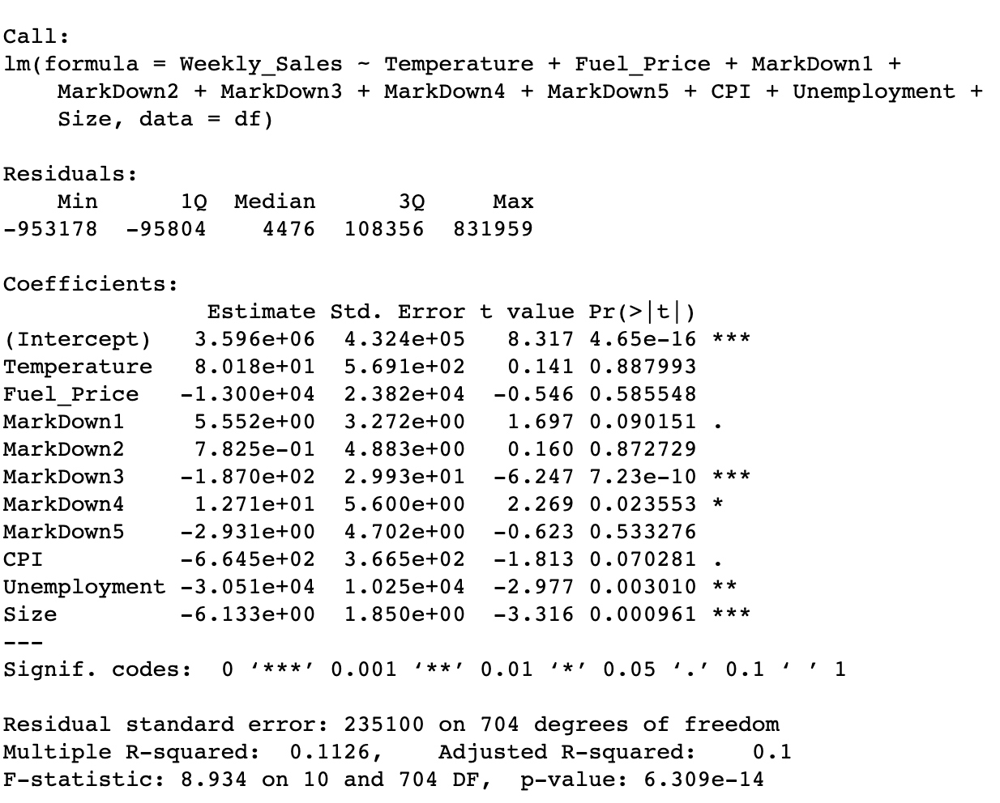 Call:
lm(formula = Weekly_Sales ~ Temperature + Fuel_Price + MarkDown1 +
    MarkDown2 + MarkDown3 + MarkDown4 + MarkDown5 + CPI + Unemployment +
    Size, data = df)

Residuals:
    Min      1Q  Median      3Q     Max
-953178  -95804    4476  108356  831959

Coefficients:
               Estimate Std. Error t value Pr(>|t|)
(Intercept)   3.596e+06  4.324e+05   8.317 4.65e-16 ***
Temperature   8.018e+01  5.691e+02   0.141 0.887993
Fuel_Price   -1.300e+04  2.382e+04  -0.546 0.585548
MarkDown1     5.552e+00  3.272e+00   1.697 0.090151 .
MarkDown2     7.825e-01  4.883e+00   0.160 0.872729
MarkDown3    -1.870e+02  2.993e+01  -6.247 7.23e-10 ***
MarkDown4     1.271e+01  5.600e+00   2.269 0.023553 *
MarkDown5    -2.931e+00  4.702e+00  -0.623 0.533276
CPI          -6.645e+02  3.665e+02  -1.813 0.070281 .
Unemployment -3.051e+04  1.025e+04  -2.977 0.003010 **
Size         -6.133e+00  1.850e+00  -3.316 0.000961 ***
---
Signif. codes:  0 ‘***’ 0.001 ‘**’ 0.01 ‘*’ 0.05 ‘.’ 0.1 ‘ ’ 1

Residual standard error: 235100 on 704 degrees of freedom
Multiple R-squared:  0.1126,    Adjusted R-squared:    0.1
F-statistic: 8.934 on 10 and 704 DF,  p-value: 6.309e-14